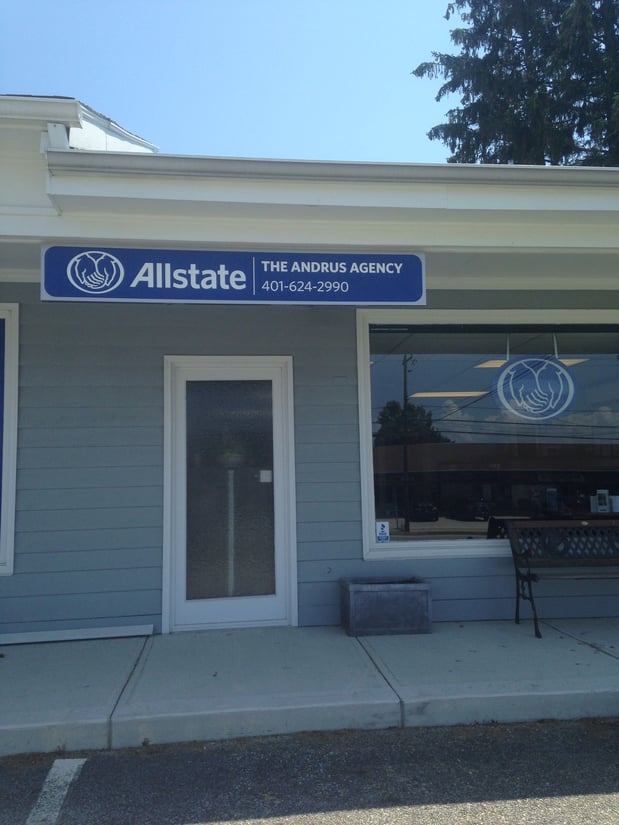 Allstate
THE ANDRUS AGENCY
401-624-2990